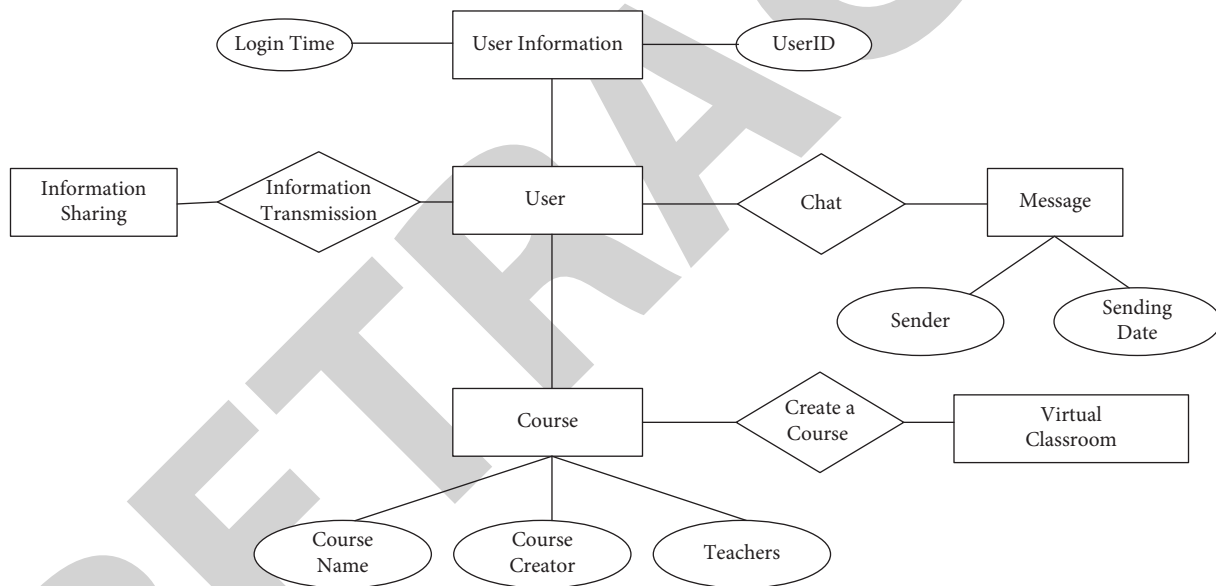 Login Time
User Information
UserID
Information
Sharing
Information
Transmission
User
Chat
Message
Sender
Sending
Date
Course
Create a
Course
Virtual
Classroom
Course
Name
Course
Creator
Teachers
RETRAC